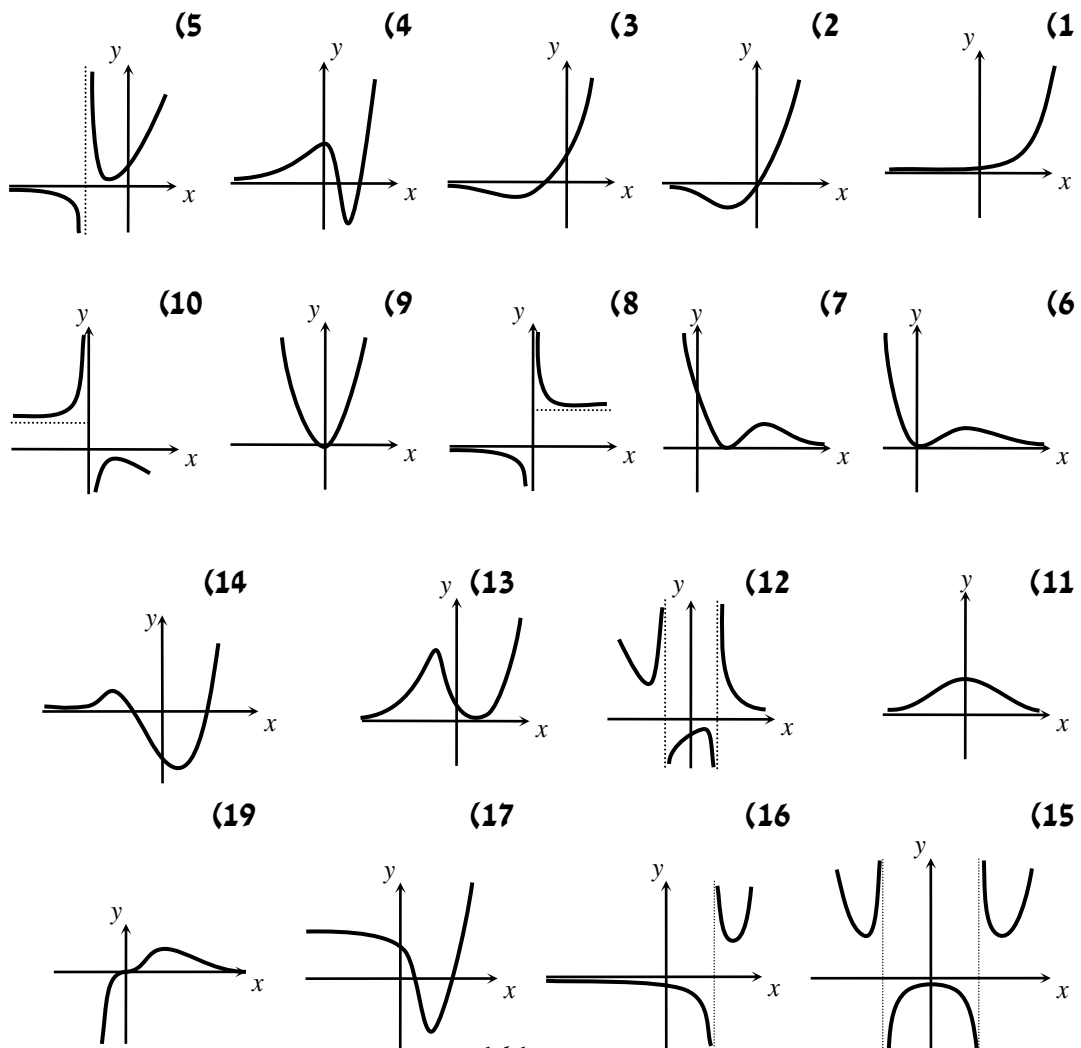 (5 (4 (3 (2 (1
y y y y y
x x x x x
(10 (9 (8 (7 (6
y y y y y
x x x x x
(14 (13 (12 (11
y y y y
x x x x
(19 (17 (16 (15
y y y y
x x x x